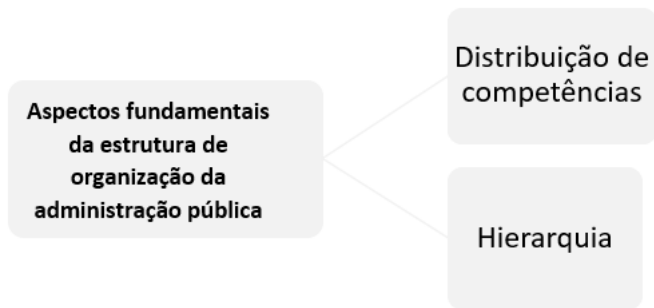 Aspectos fundamentais
da estrutura de
organização da
administração pública
Distribuição de
competências
Hierarquia